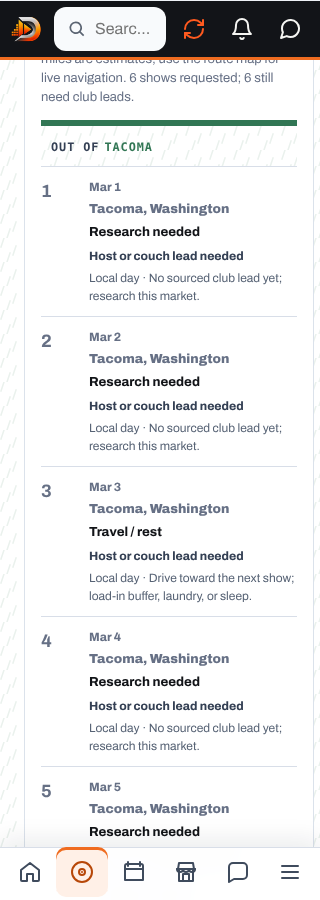 Searc...
miles are estimates; use the route map for
live navigation. 6 shows requested; 6 still
need club leads.
OUT OF TACOMA
1
Mar 1
Tacoma, Washington
Research needed
Host or couch lead needed
Local day · No sourced club lead yet;
research this market.
2
Mar 2
Tacoma, Washington
Research needed
Host or couch lead needed
Local day · No sourced club lead yet;
research this market.
3
Mar 3
Tacoma, Washington
Travel / rest
Host or couch lead needed
Local day · Drive toward the next show;
load-in buffer, laundry, or sleep.
4
Mar 4
Tacoma, Washington
Research needed
Host or couch lead needed
Local day · No sourced club lead yet;
research this market.
5
Mar 5
Tacoma, Washington
Research needed